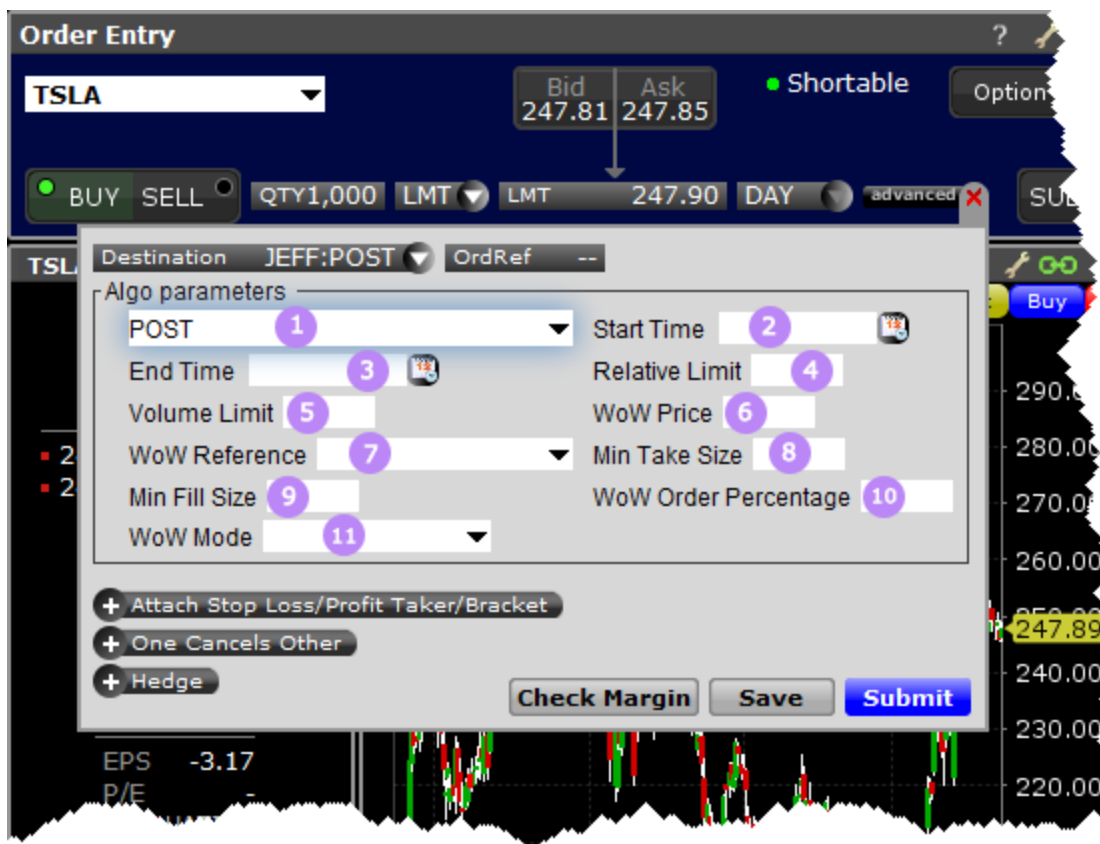 Order Entry ?
TSLA
Bid Ask
247.81 247.85
Shortable
Option
BUY SELL QTY1,000 LMT LMT 247.90 DAY advanced
Destination JEFF:POST OrdRef --
Algo parameters
POST 1 Start Time 2
End Time 3 Relative Limit 4
Volume Limit 5 WoW Price 6
WoW Reference 7 Min Take Size 8
Min Fill Size 9 WoW Order Percentage 10
WoW Mode 11
+ Attach Stop Loss/Profit Taker/Bracket
+ One Cancels Other
+ Hedge
Check Margin Save Submit
Buy
280.00
260.00
247.89
240.00
230.00
220.00
EPS -3.17
P/E -